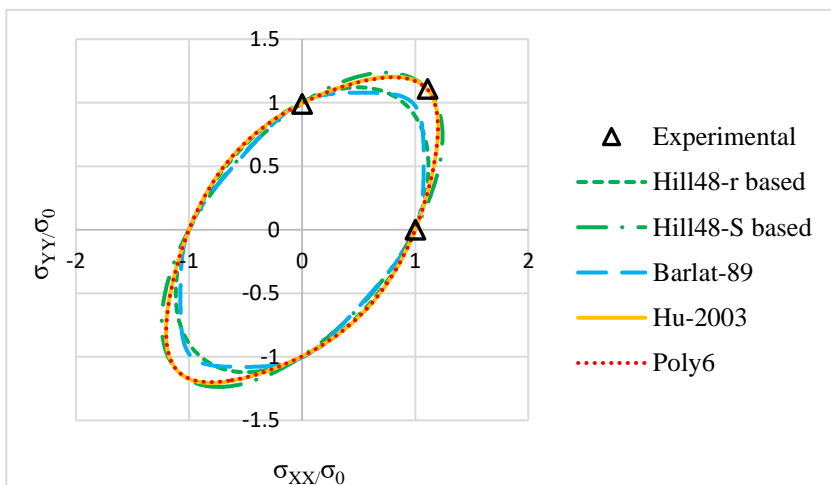 1.5
1
0.5
0
-0.5
-1
-1.5
-2
-1
0
1
2
σYY/σ0
σXX/σ0
Experimental
Hill48-r based
Hill48-S based
Barlat-89
Hu-2003
Poly6